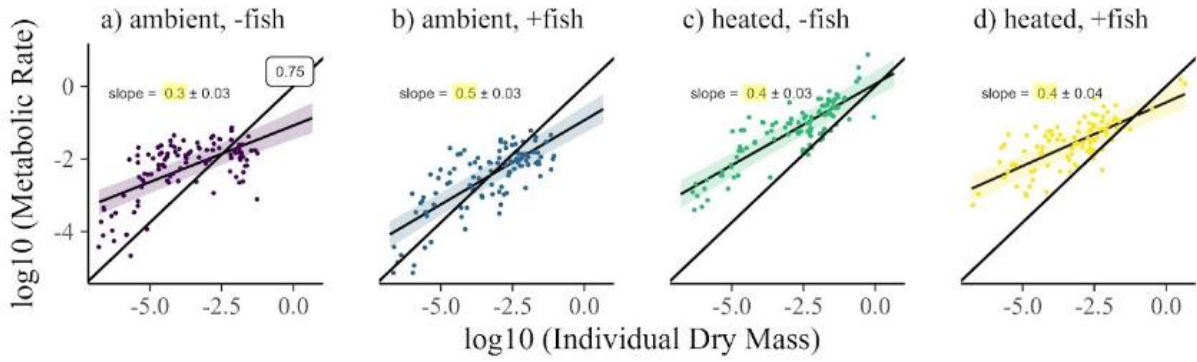 a) ambient, -fish
b) ambient, +fish
c) heated, -fish
d) heated, +fish
log10 (Metabolic Rate)
0
-2
-4
0.75
slope = 0.3 ± 0.03
slope = 0.5 ± 0.03
slope = 0.4 ± 0.03
slope = 0.4 ± 0.04
-5.0 -2.5 0.0
-5.0 -2.5 0.0
-5.0 -2.5 0.0
-5.0 -2.5 0.0
log10 (Individual Dry Mass)